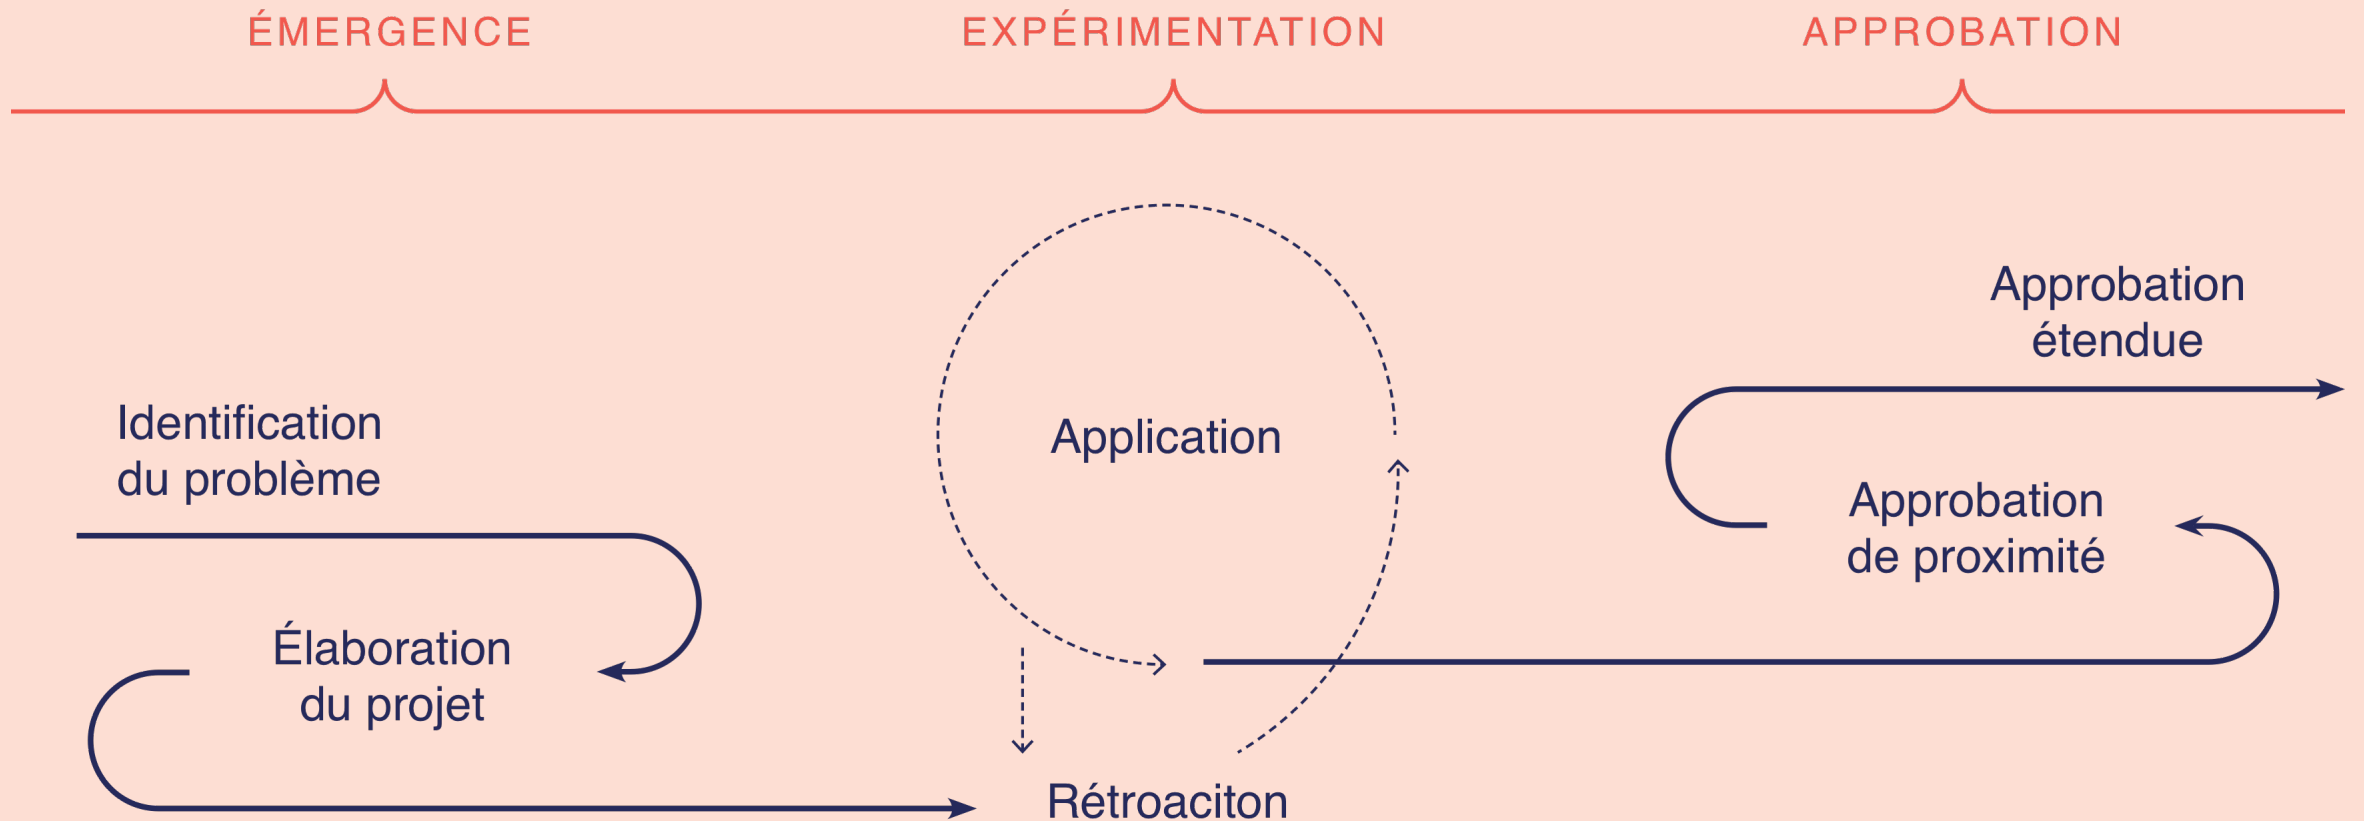 ÉMERGENCE
EXPÉRIMENTATION
APPROBATION
Identification
du problème
Élaboration
du projet
Application
Rétroaciton
Approbation
étendue
Approbation
de proximité